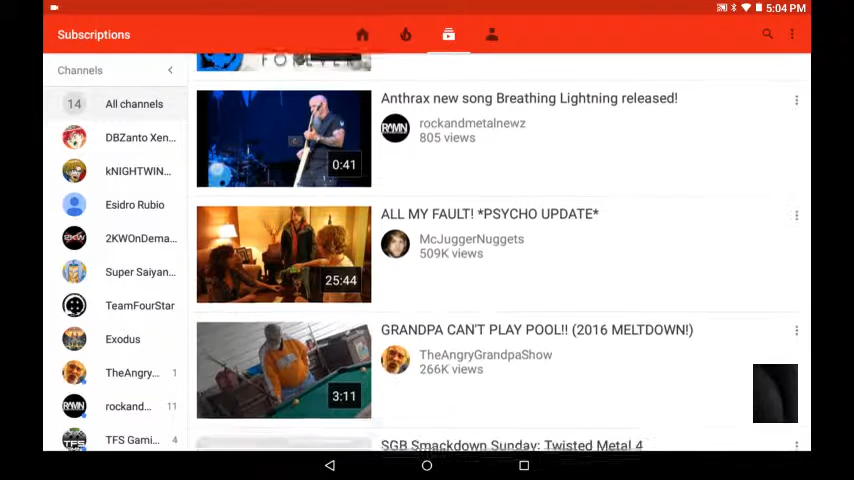 5:04 PM
Subscriptions
Channels
14 All channels
DBZanto Xen...
kNIGHTWIN...
Esidro Rubio
2KWOnDema...
Super Saiyan...
TeamFourStar
Exodus
TheAngry... 1
rockand... 11
TFS Gami... 4
FOREVER
Anthrax new song Breathing Lightning released!
RAMN
rockandmetalnewz
805 views
0:41
ALL MY FAULT! *PSYCHO UPDATE*
McJuggerNuggets
509K views
25:44
GRANDPA CAN'T PLAY POOL!! (2016 MELTDOWN!)
TheAngryGrandpaShow
266K views
3:11
SGB Smackdown Sunday: Twisted Metal 4